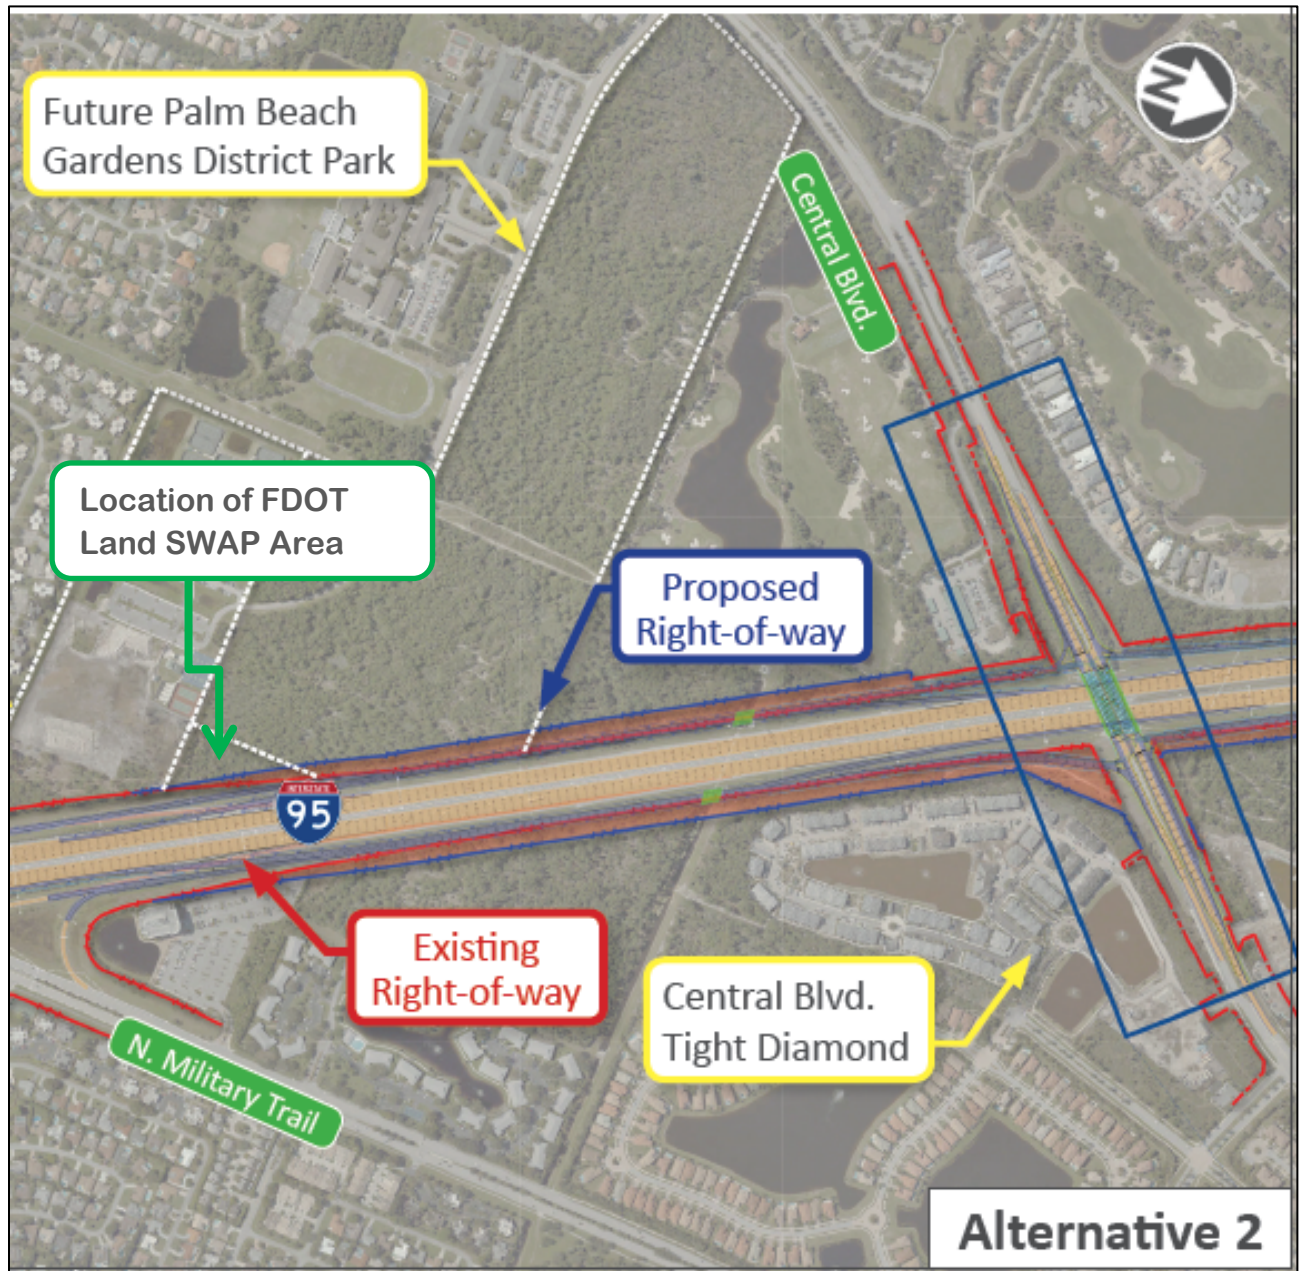 N
Future Palm Beach
Gardens District Park
Central Blvd.
Location of FDOT
Land SWAP Area
Proposed
Right-of-way
INTERSTATE
95
Existing
Right-of-way
Central Blvd.
Tight Diamond
N. Military Trail
Alternative 2